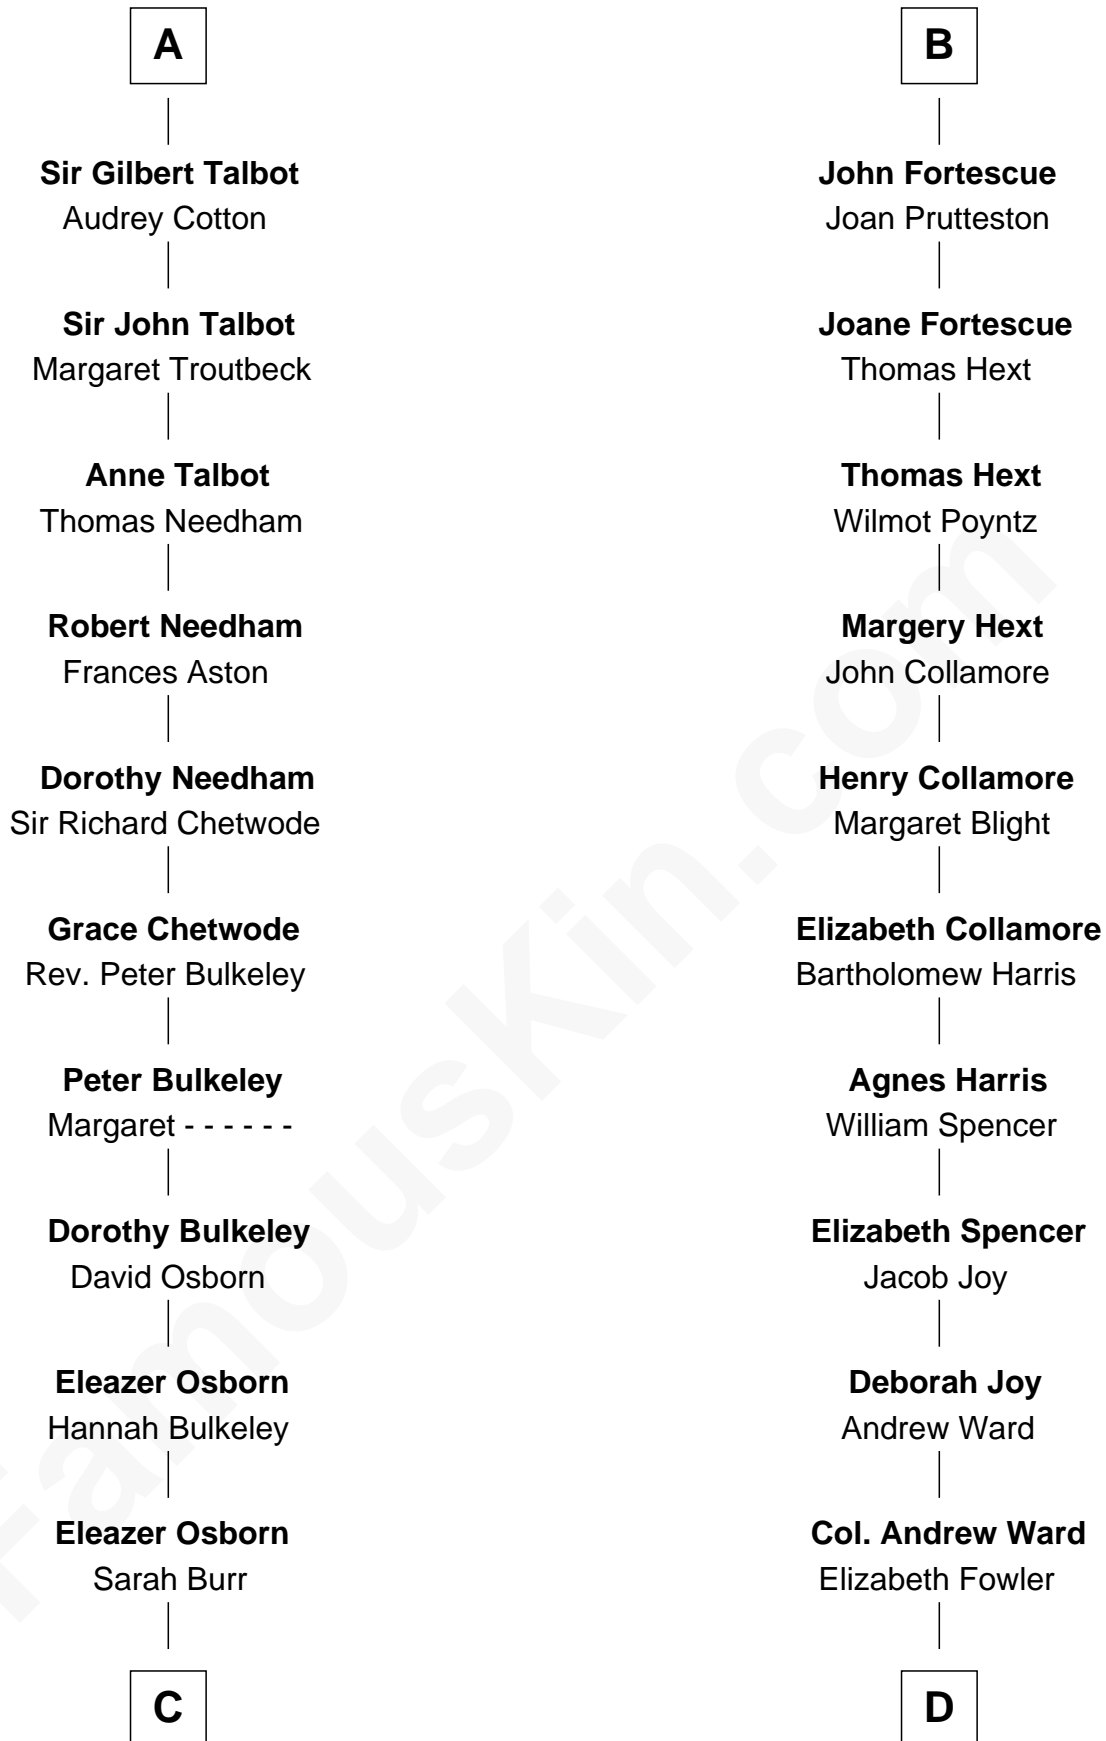 A
Sir Gilbert Talbot
Audrey Cotton
Sir John Talbot
Margaret Troutbeck
Anne Talbot
Thomas Needham
Robert Needham
Frances Aston
Dorothy Needham
Sir Richard Chetwode
Grace Chetwode
Rev. Peter Bulkeley
Peter Bulkeley
Margaret - - - - - -
Dorothy Bulkeley
David Osborn
Eleazer Osborn
Hannah Bulkeley
Eleazer Osborn
Sarah Burr
C
B
John Fortescue
Joan Prutteston
Joane Fortescue
Thomas Hext
Thomas Hext
Wilmot Poyntz
Margery Hext
John Collamore
Henry Collamore
Margaret Blight
Elizabeth Collamore
Bartholomew Harris
Agnes Harris
William Spencer
Elizabeth Spencer
Jacob Joy
Deborah Joy
Andrew Ward
Col. Andrew Ward
Elizabeth Fowler
D
FamousKin.com